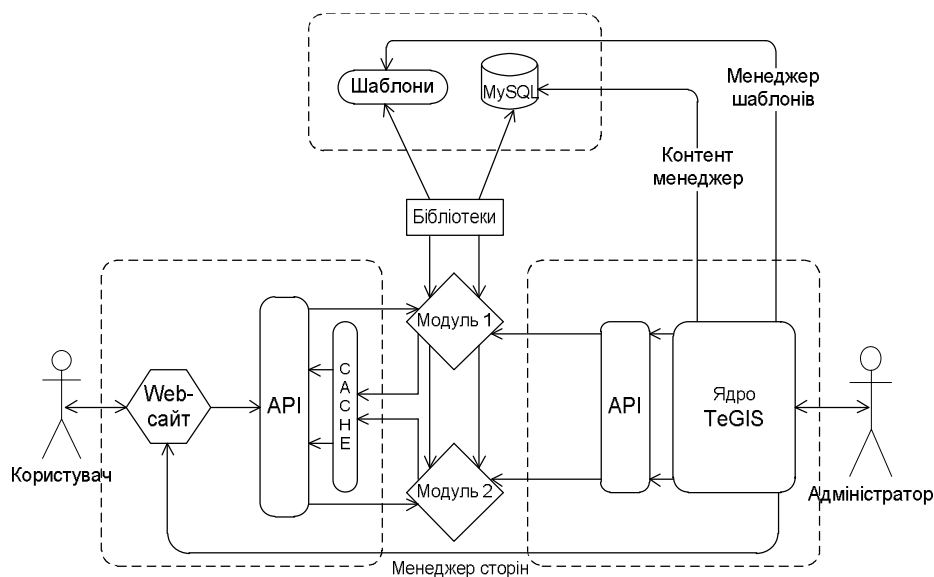 Шаблони
MySQL
Менеджер
шаблонів
Контент
менеджер
Бібліотеки
Модуль 1
Web-
сайт
API
CACHE
API
Ядро
TeGIS
Користувач
Модуль 2
Адміністратор
Менеджер сторін